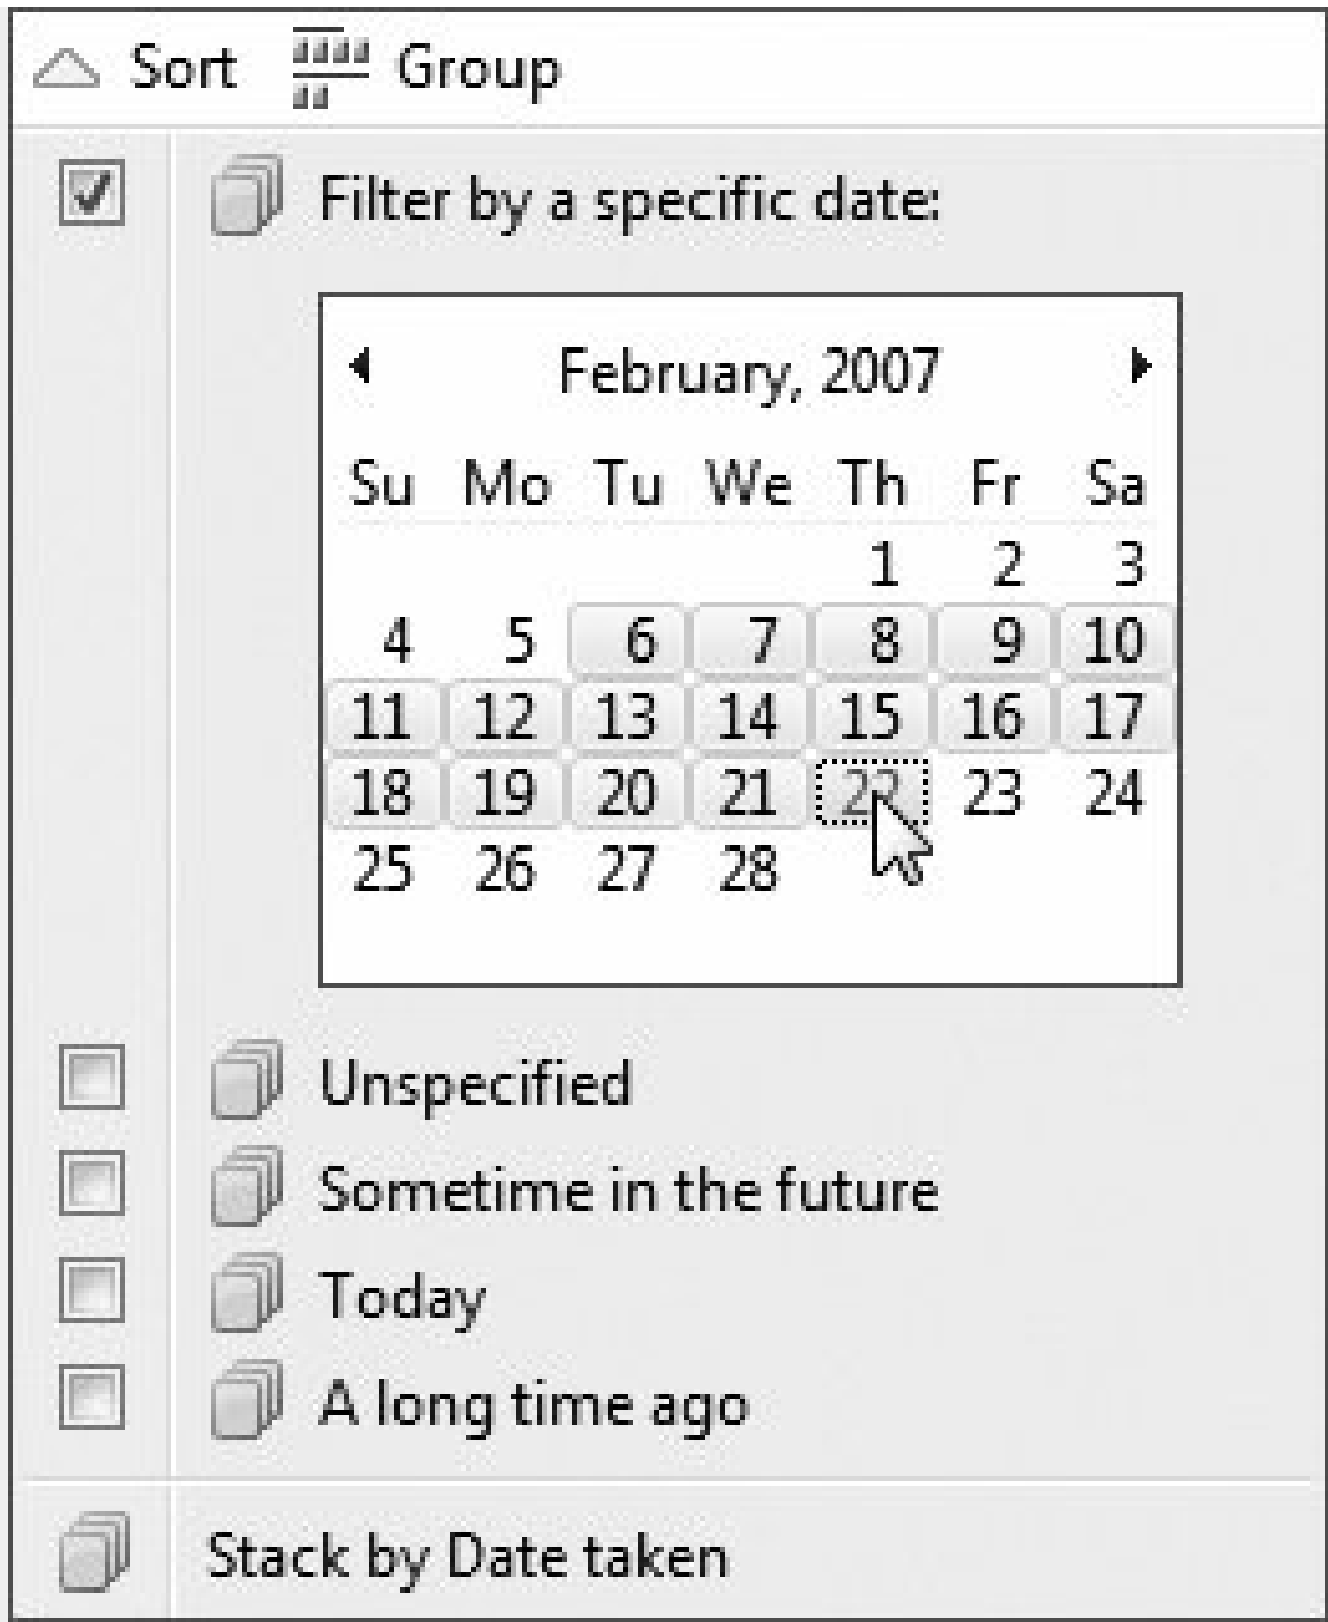 Sort Group
Filter by a specific date:
February, 2007
Su Mo Tu We Th Fr Sa
1 2 3
4 5 6 7 8 9 10
11 12 13 14 15 16 17
18 19 20 21 22 23 24
25 26 27 28
Unspecified
Sometime in the future
Today
A long time ago
Stack by Date taken